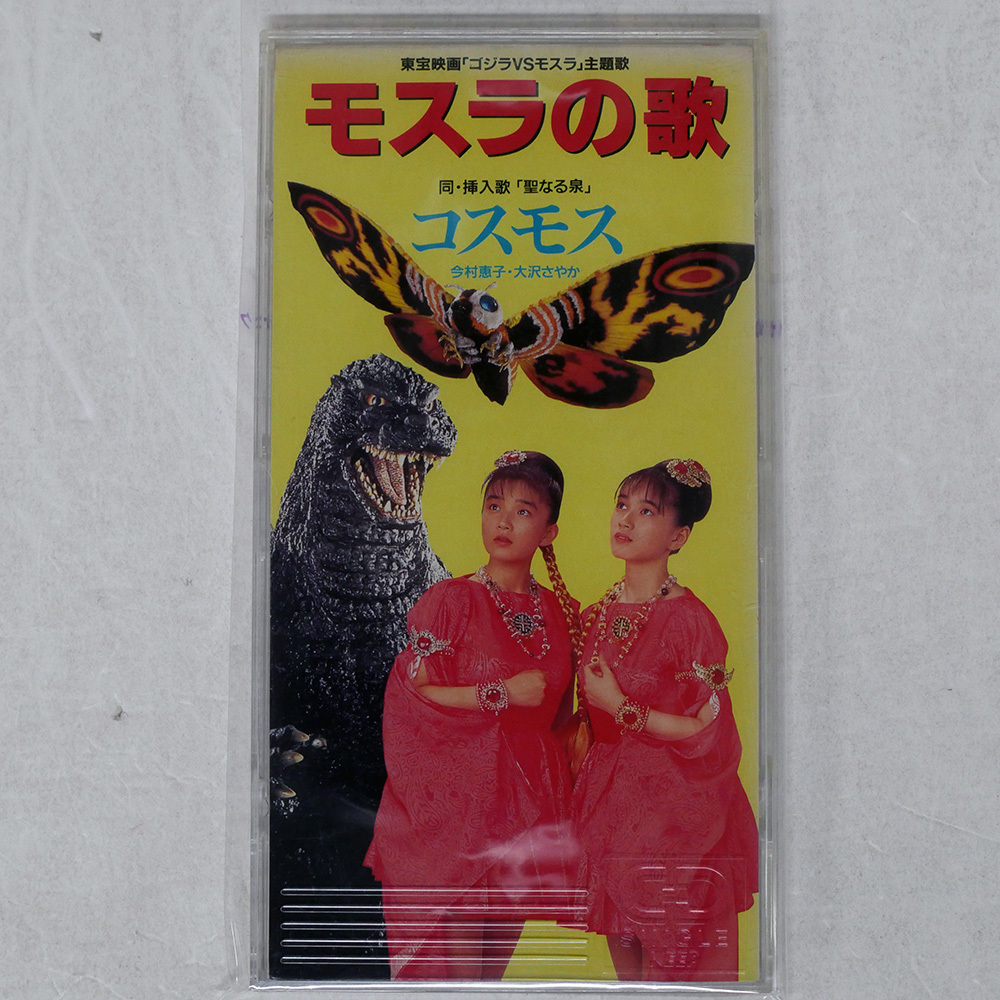 東宝映画「ゴジラVSモスラ」主題歌
モスラの歌
同・挿入歌「聖なる泉」
コスモス
今村恵子・大沢さやか
CD
SINGLE
KEEP